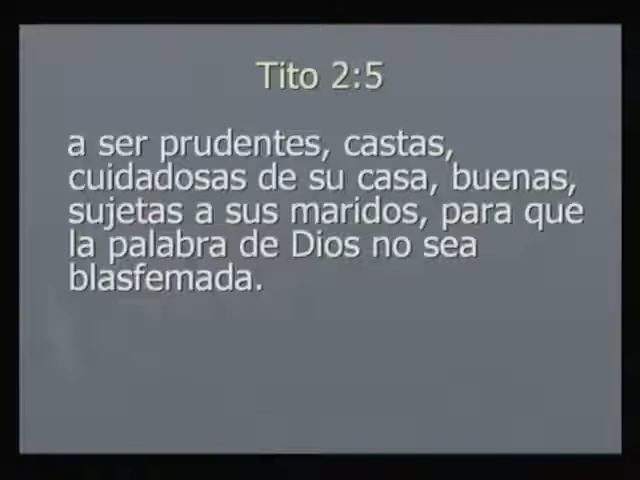 Tito 2:5
a ser prudentes, castas,
cuidadosas de su casa, buenas,
sujetas a sus maridos, para que
la palabra de Dios no sea
blasfemada.